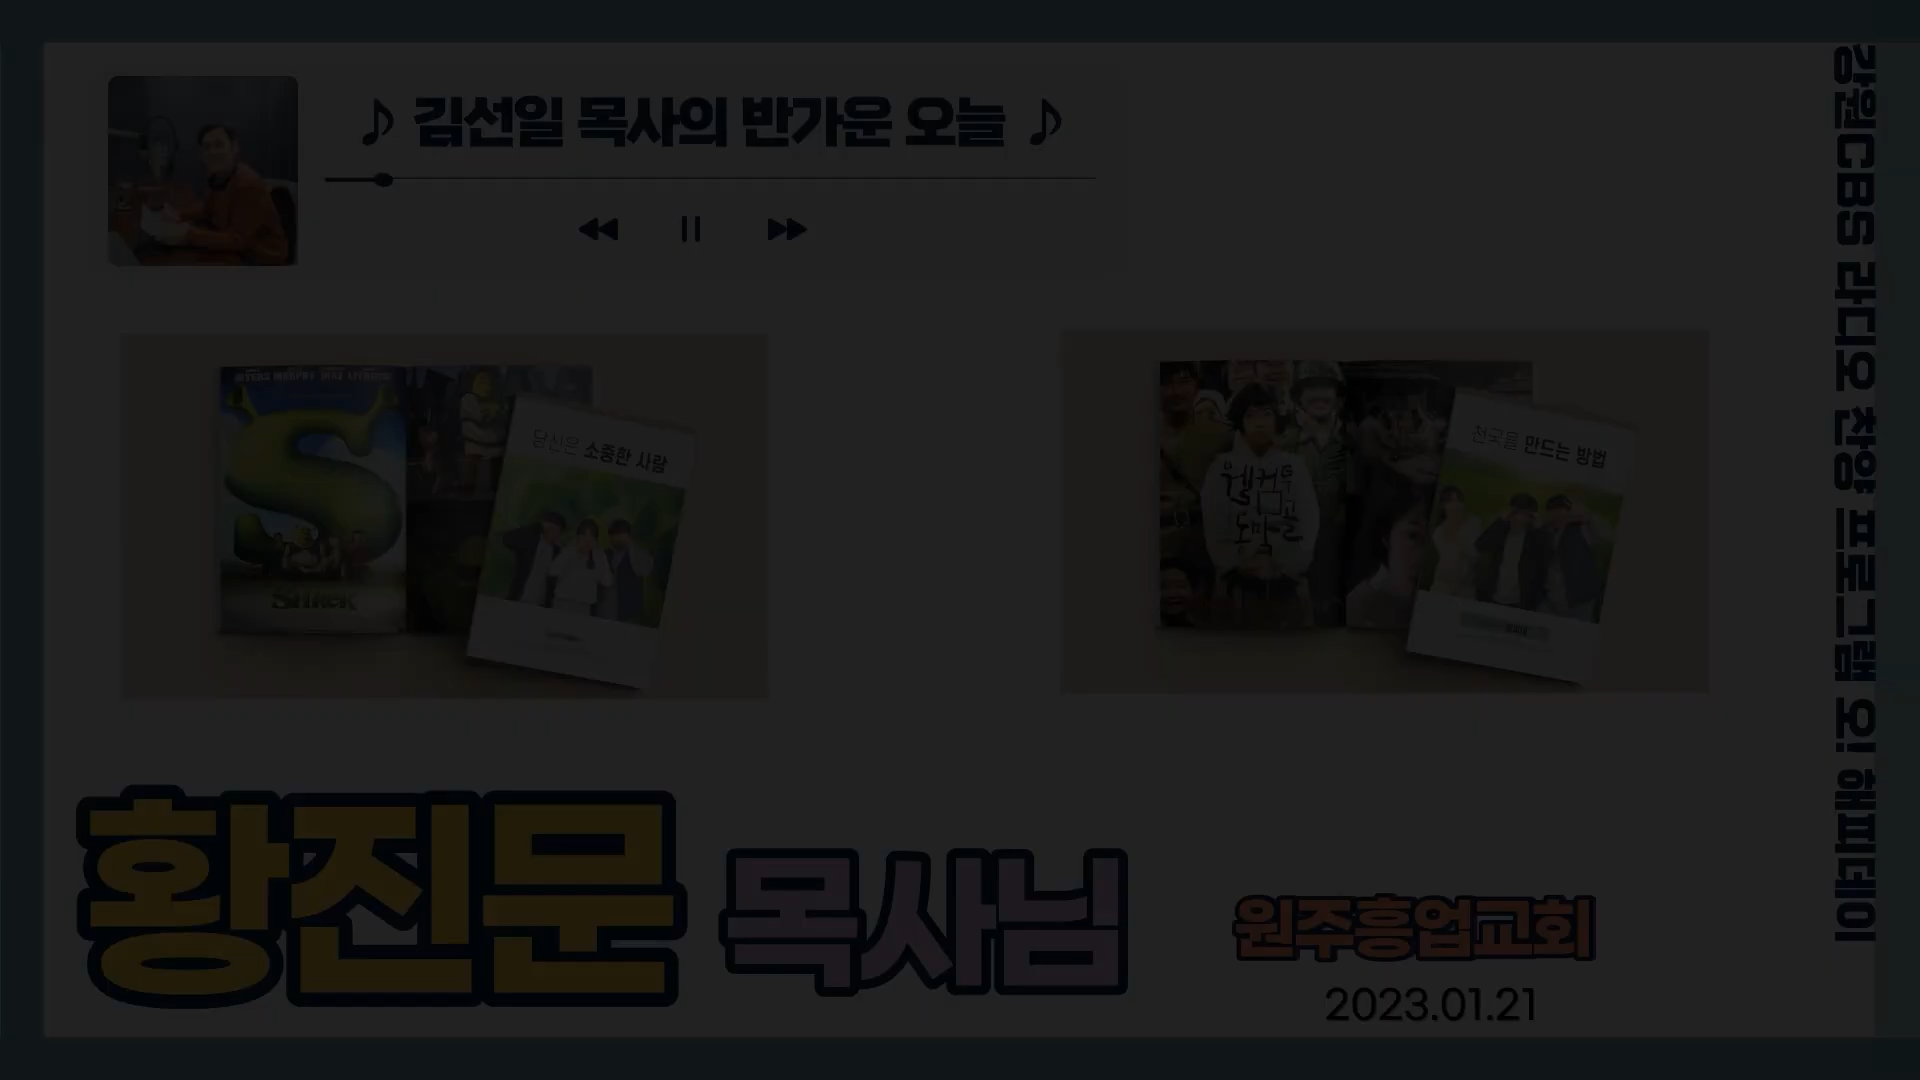 ♪ 김선일 목사의 반가운 오늘 ♪
강원CBS 라디오 찬양 프로그램 오! 해피데이
당신은 소중한 사람
SHREK
웰컴 투 동막골
천국을 만드는 방법
황진문 목사님
원주흥업교회
2023.01.21